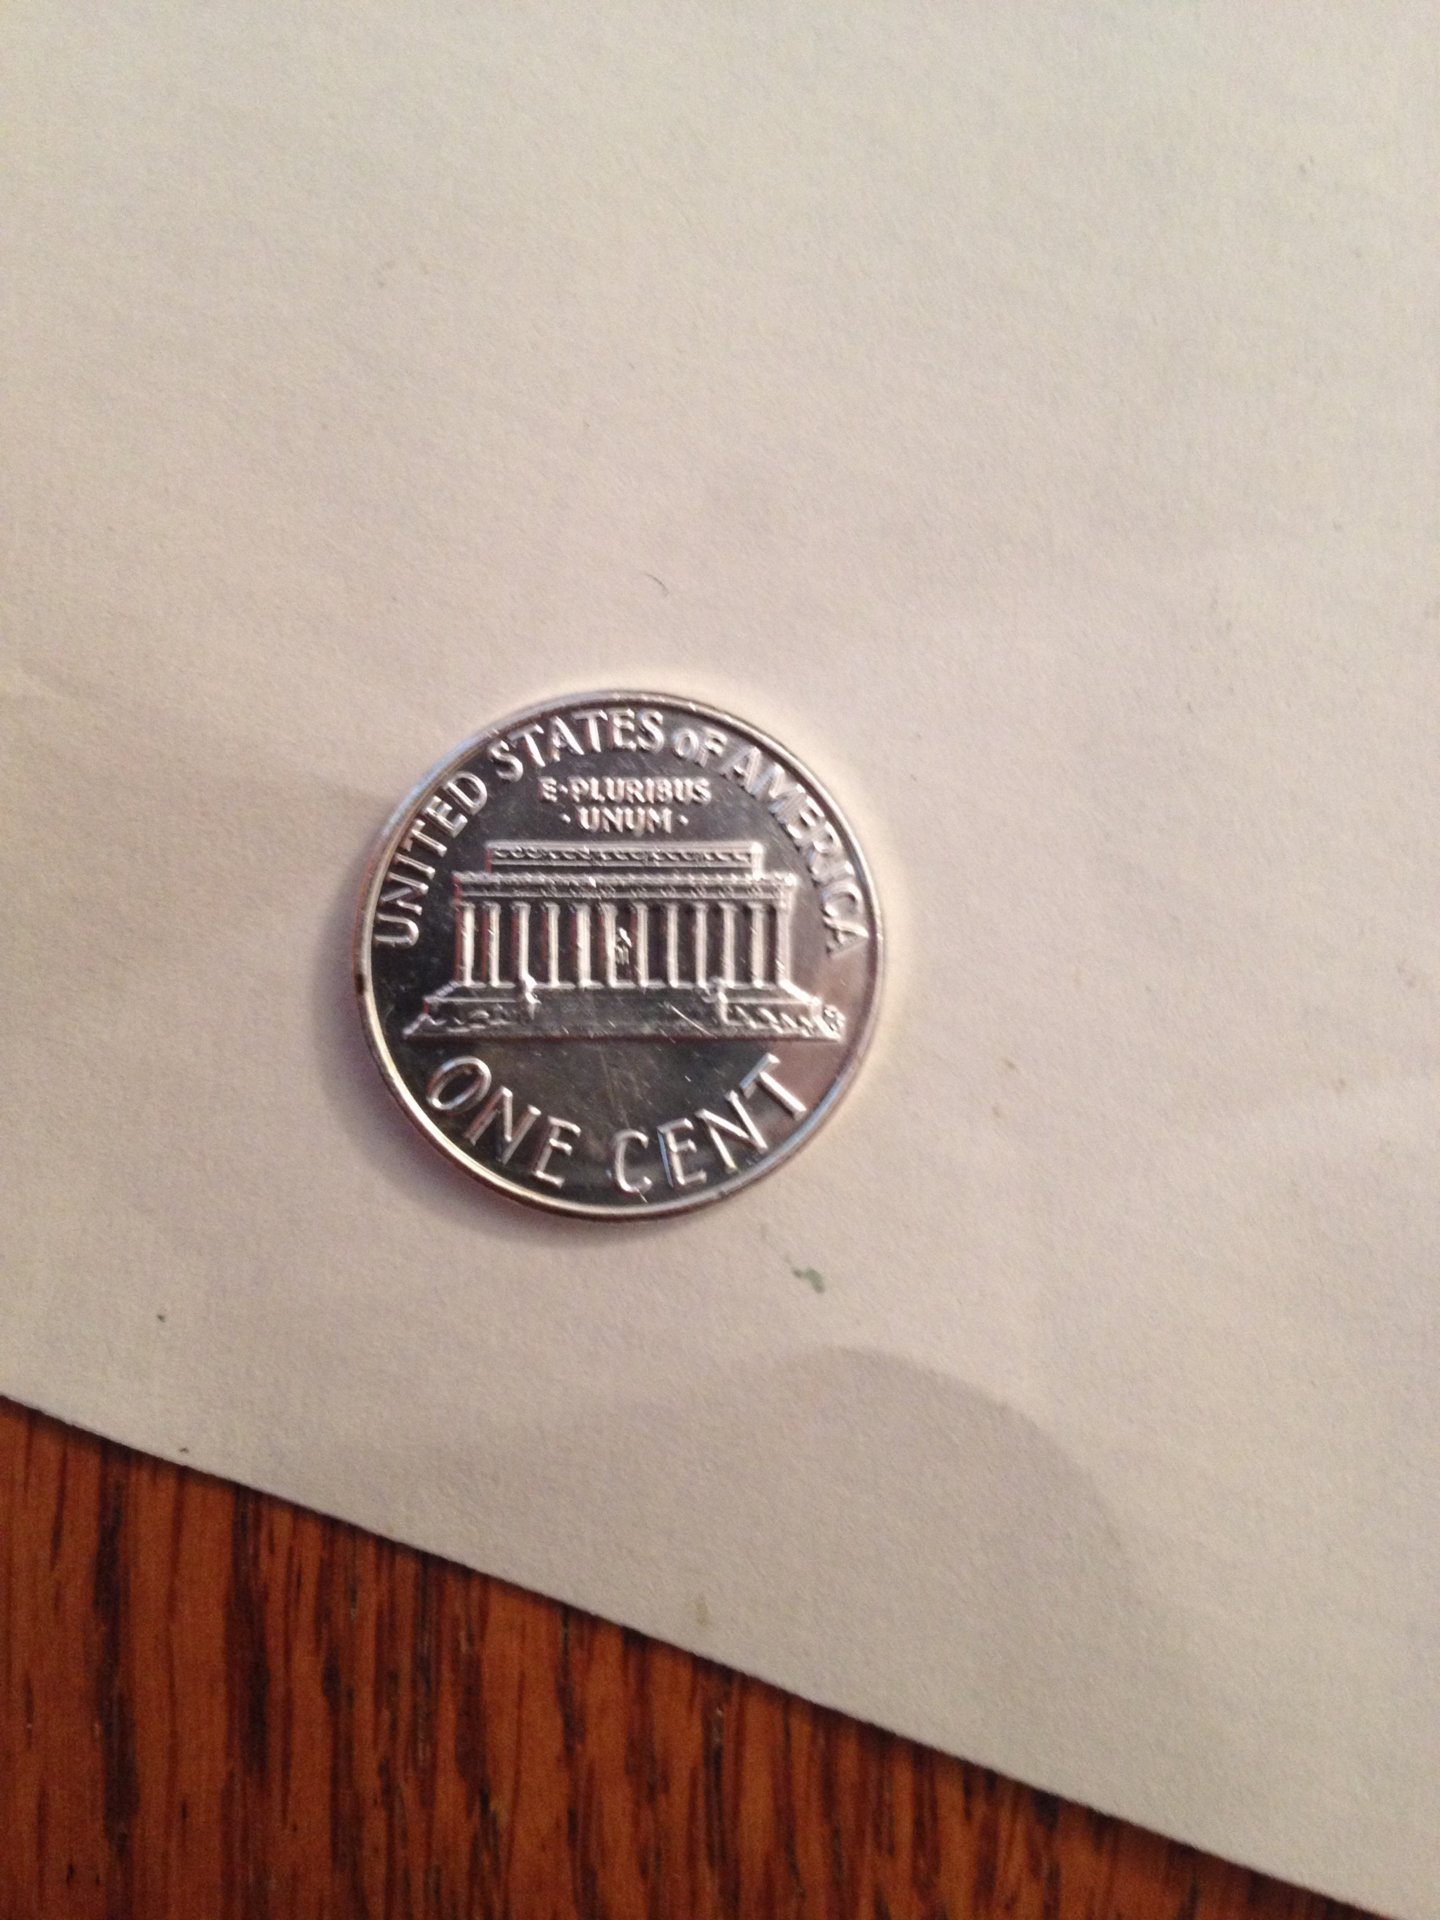 UNITED STATES OF AMERICA
E·PLURIBUS
·UNUM·
ONE CENT